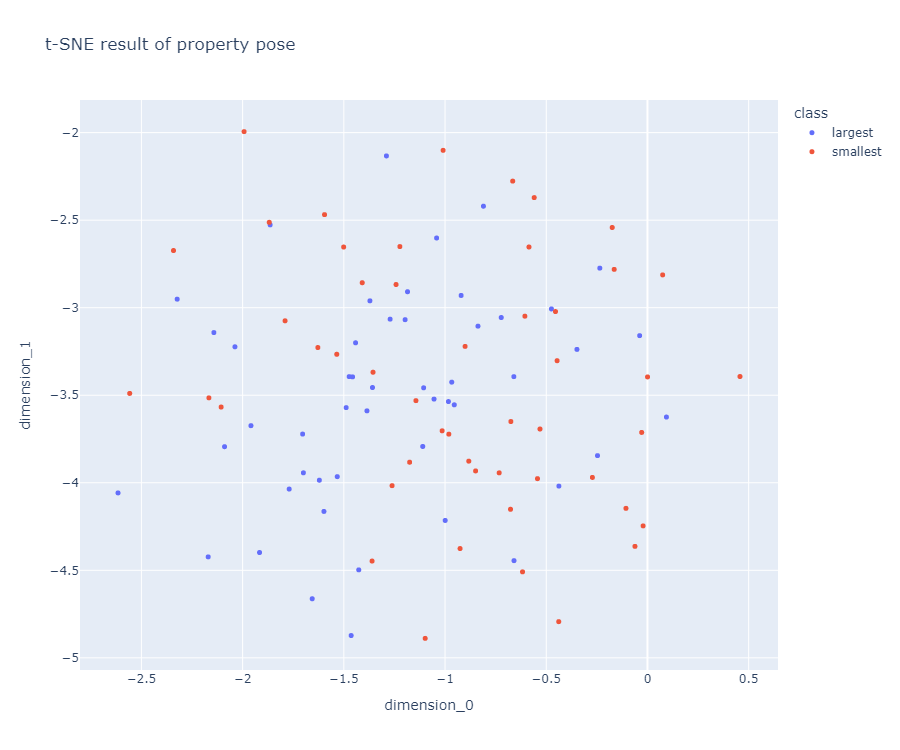 t-SNE result of property pose
class
largest
smallest
−2
−2.5
−3
−3.5
−4
−4.5
−5
dimension_1
−2.5
−2
−1.5
−1
−0.5
0
0.5
dimension_0